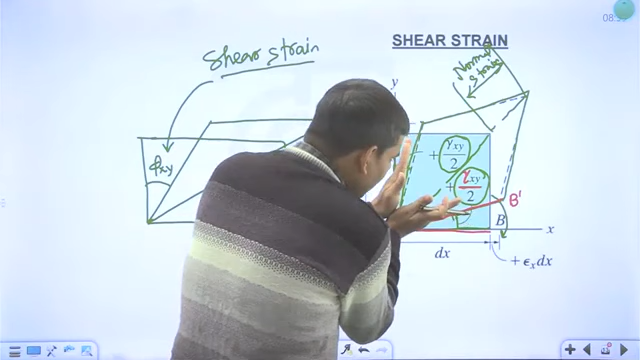 SHEAR STRAIN
Shear strain
Normal
Strain
y
ϕxy
+ γxy/2
+ γxy/2
B'
B
x
dx
+ ϵx dx